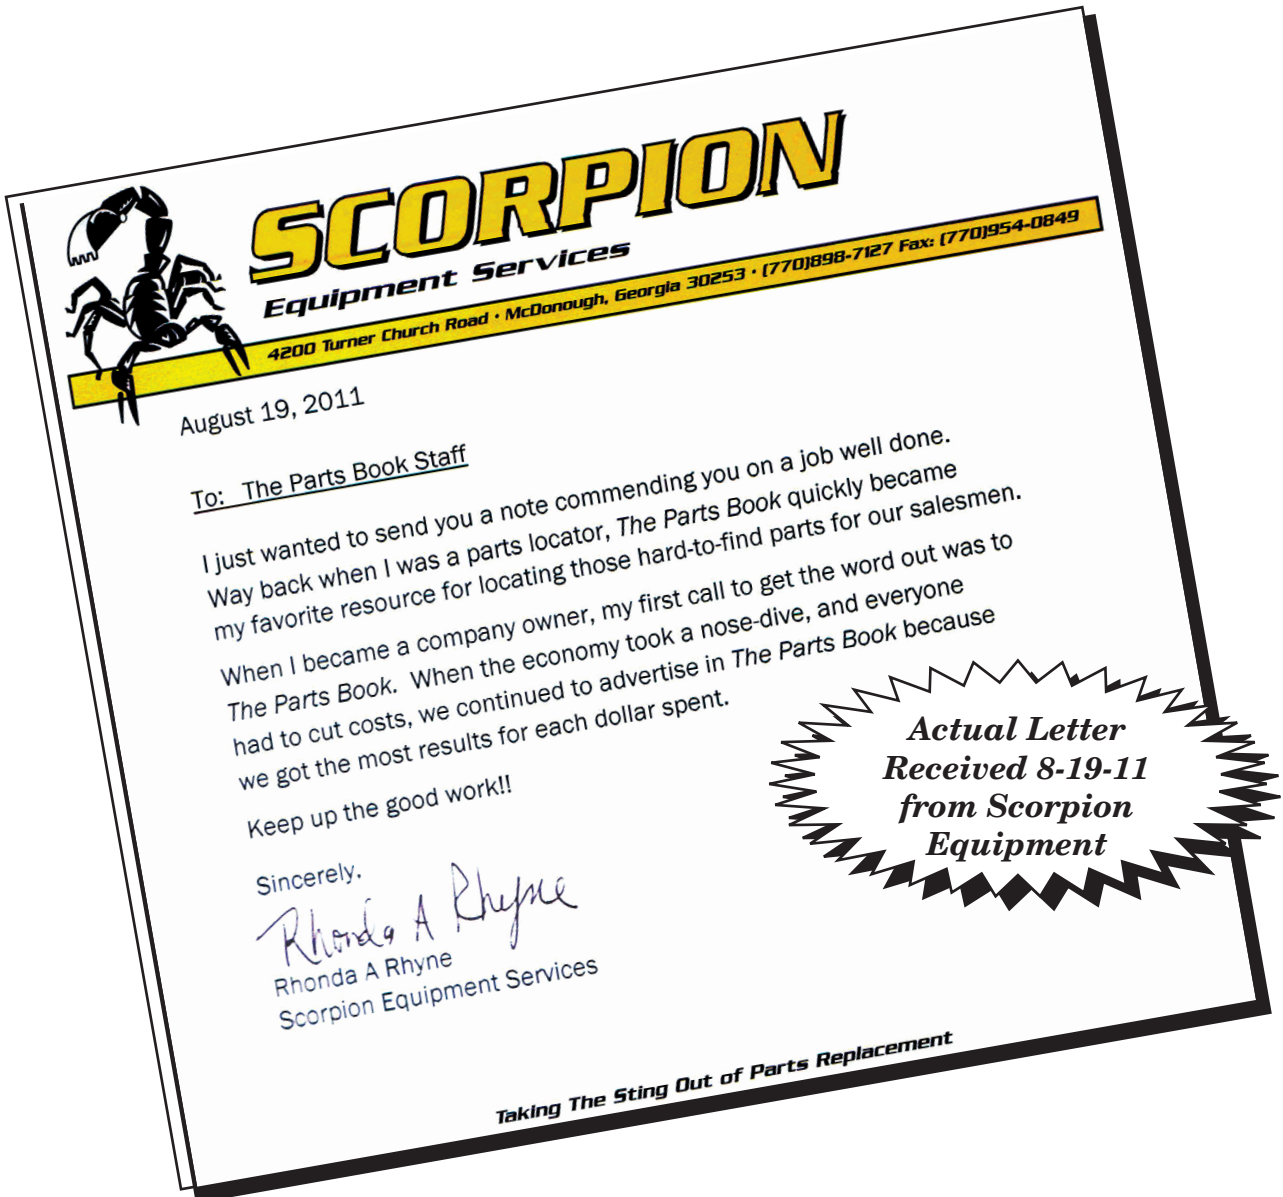 SCORPION
Equipment Services
4200 Turner Church Road · McDonough, Georgia 30253 · (770)898-7127 Fax: (770)954-0849
August 19, 2011
To: The Parts Book Staff
I just wanted to send you a note commending you on a job well done.
Way back when I was a parts locator, The Parts Book quickly became
my favorite resource for locating those hard-to-find parts for our salesmen.
When I became a company owner, my first call to get the word out was to
The Parts Book. When the economy took a nose-dive, and everyone
had to cut costs, we continued to advertise in The Parts Book because
we got the most results for each dollar spent.
Keep up the good work!!
Sincerely,
Rhonda A Rhyne
Rhonda A Rhyne
Scorpion Equipment Services
Taking The Sting Out of Parts Replacement
Actual Letter
Received 8-19-11
from Scorpion
Equipment